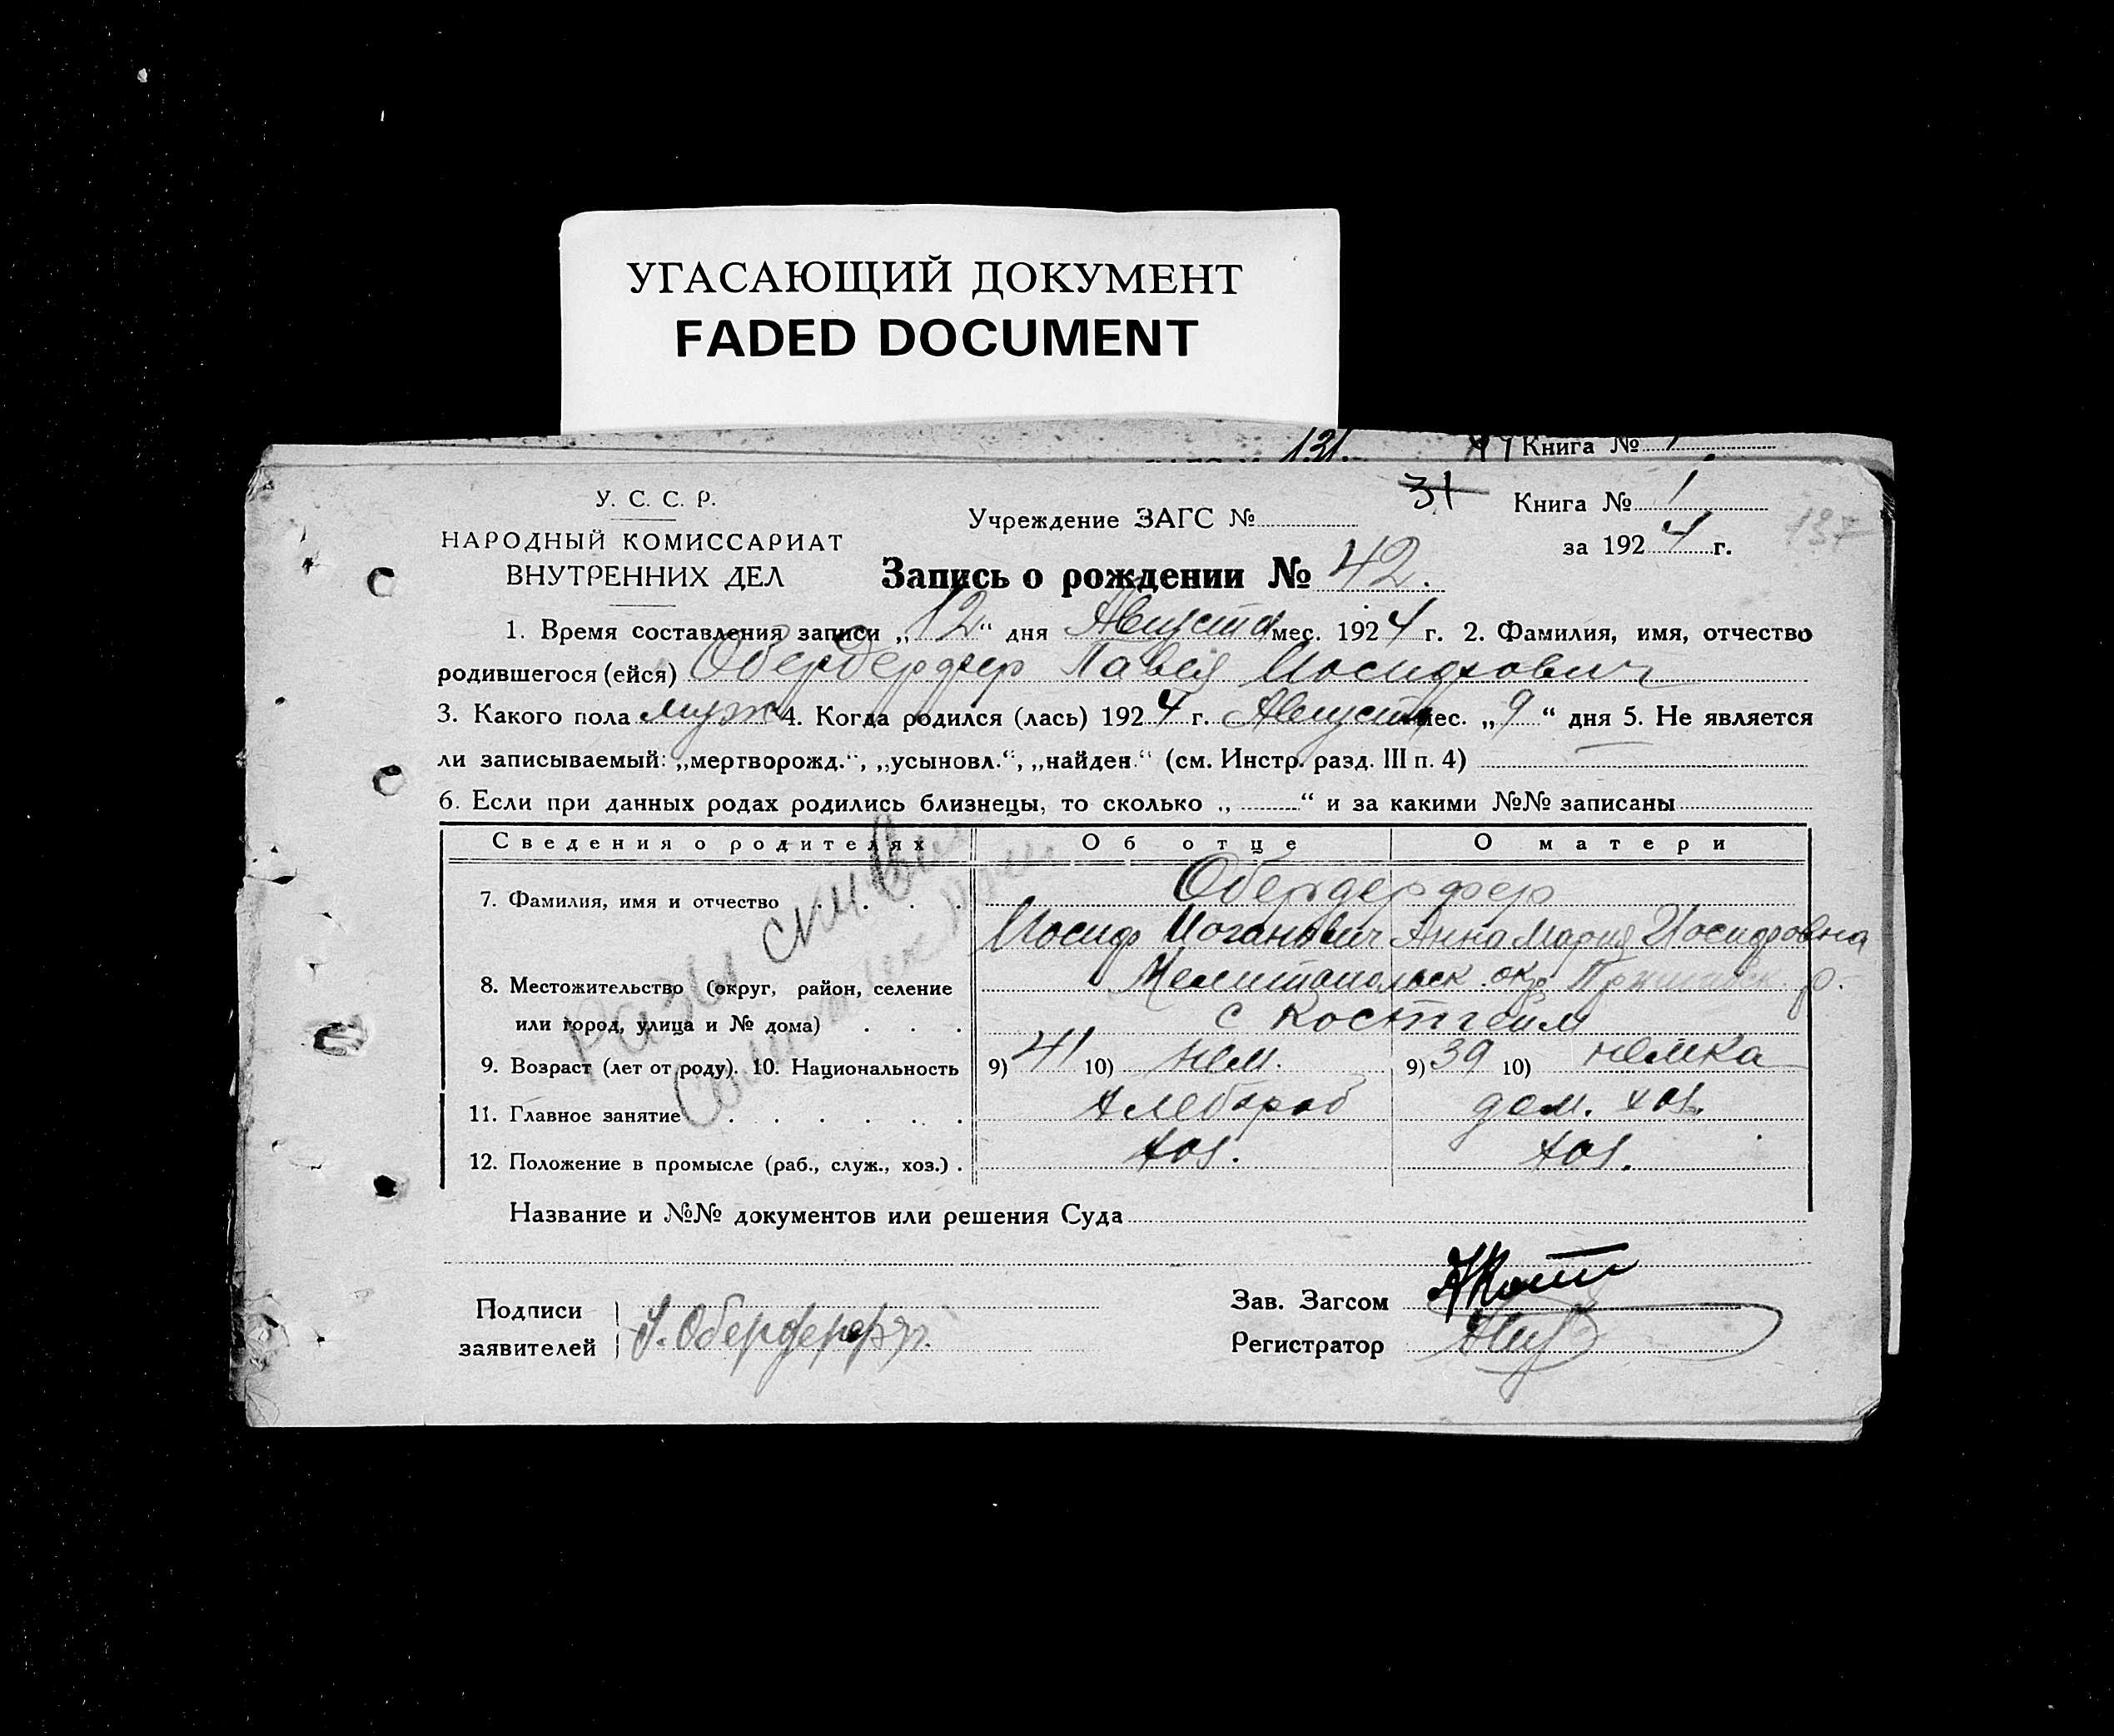 УГАСАЮЩИЙ ДОКУМЕНТ
FADED DOCUMENT
131. Книга №
У. С. С. Р.
НАРОДНЫЙ КОМИССАРИАТ
ВНУТРЕННИХ ДЕЛ
Учреждение ЗАГС № 31
Книга № 1
за 1924 г. 137
Запись о рождении № 42.
1. Время составления записи „12“ дня Августа мес. 1924 г. 2. Фамилия, имя, отчество
родившегося (ейся) Обердерфер Павел Иосифович
3. Какого пола муж 4. Когда родился (лась) 1924 г. Август мес. „9“ дня 5. Не является
ли записываемый: „мертворожд.“, „усыновл.“, „найден.“ (см. Инстр. разд. III п. 4)
6. Если при данных родах родились близнецы, то сколько „ “ и за какими №№ записаны
Сведения о родителях Об отце О матери
7. Фамилия, имя и отчество Обердерфер
Иосиф Иоганович Анна Мария Иосифовна
8. Местожительство (округ, район, селение Мелитопольск. окр р.
или город, улица и № дома) с Костгейм
9. Возраст (лет от роду). 10. Национальность 9) 41 10) нем. 9) 39 10) немка
11. Главное занятие Хлебороб дом. хоз.
12. Положение в промысле (раб., служ., хоз.) хоз. хоз.
Название и №№ документов или решения Суда
Подписи
заявителей
Зав. Загсом
Регистратор